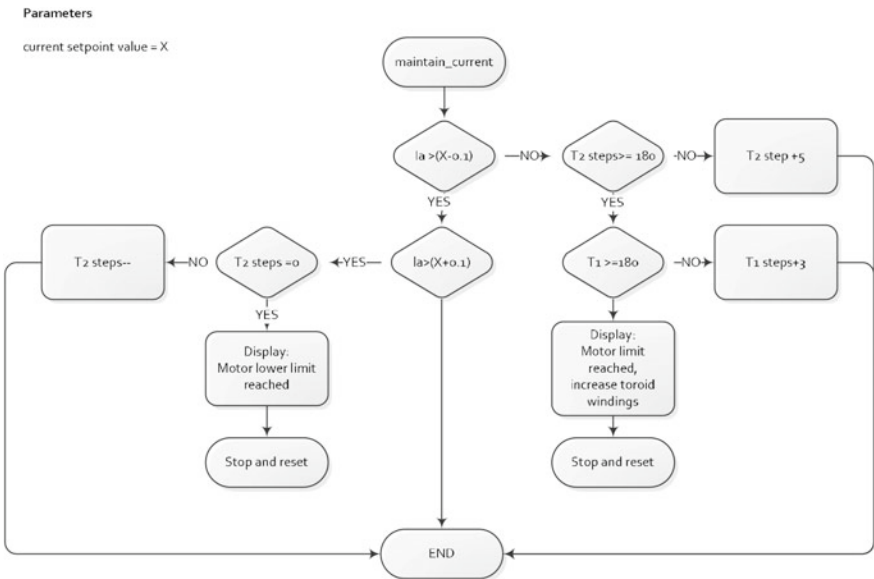 Parameters
current setpoint value = X
maintain_current
Ia >(X-0.1)
NO
T2 steps>= 180
NO
T2 step +5
YES
YES
T2 steps--
NO
T2 steps =0
YES
Ia>(X+0.1)
T1 >=180
NO
T1 steps+3
YES
Display:
Motor lower limit
reached
Display:
Motor limit
reached,
increase toroid
windings
Stop and reset
Stop and reset
END